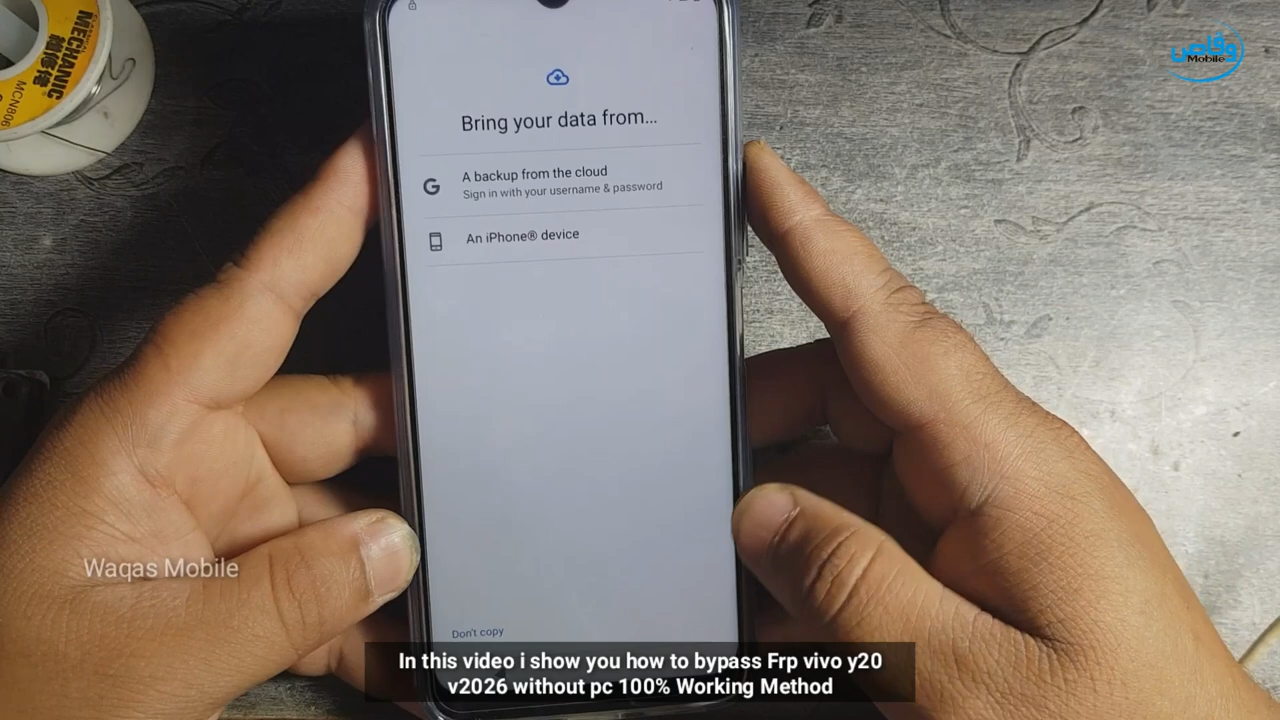 MECHANIC
MCN806
وقاص
Mobile
Bring your data from...
A backup from the cloud
Sign in with your username & password
An iPhone® device
Waqas Mobile
Don't copy
In this video i show you how to bypass Frp vivo y20
v2026 without pc 100% Working Method